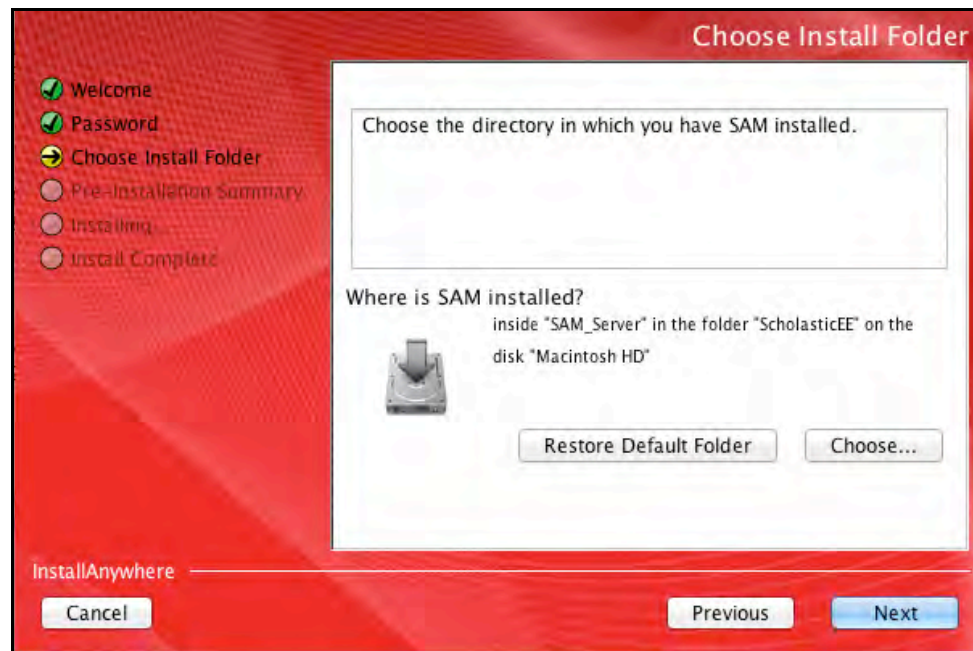 Choose Install Folder
Welcome
Password
Choose Install Folder
Pre-Installation Summary
Installing...
Install Complete
Choose the directory in which you have SAM installed.
Where is SAM installed?
inside "SAM_Server" in the folder "ScholasticEE" on the
disk "Macintosh HD"
Restore Default Folder
Choose...
InstallAnywhere
Cancel
Previous
Next